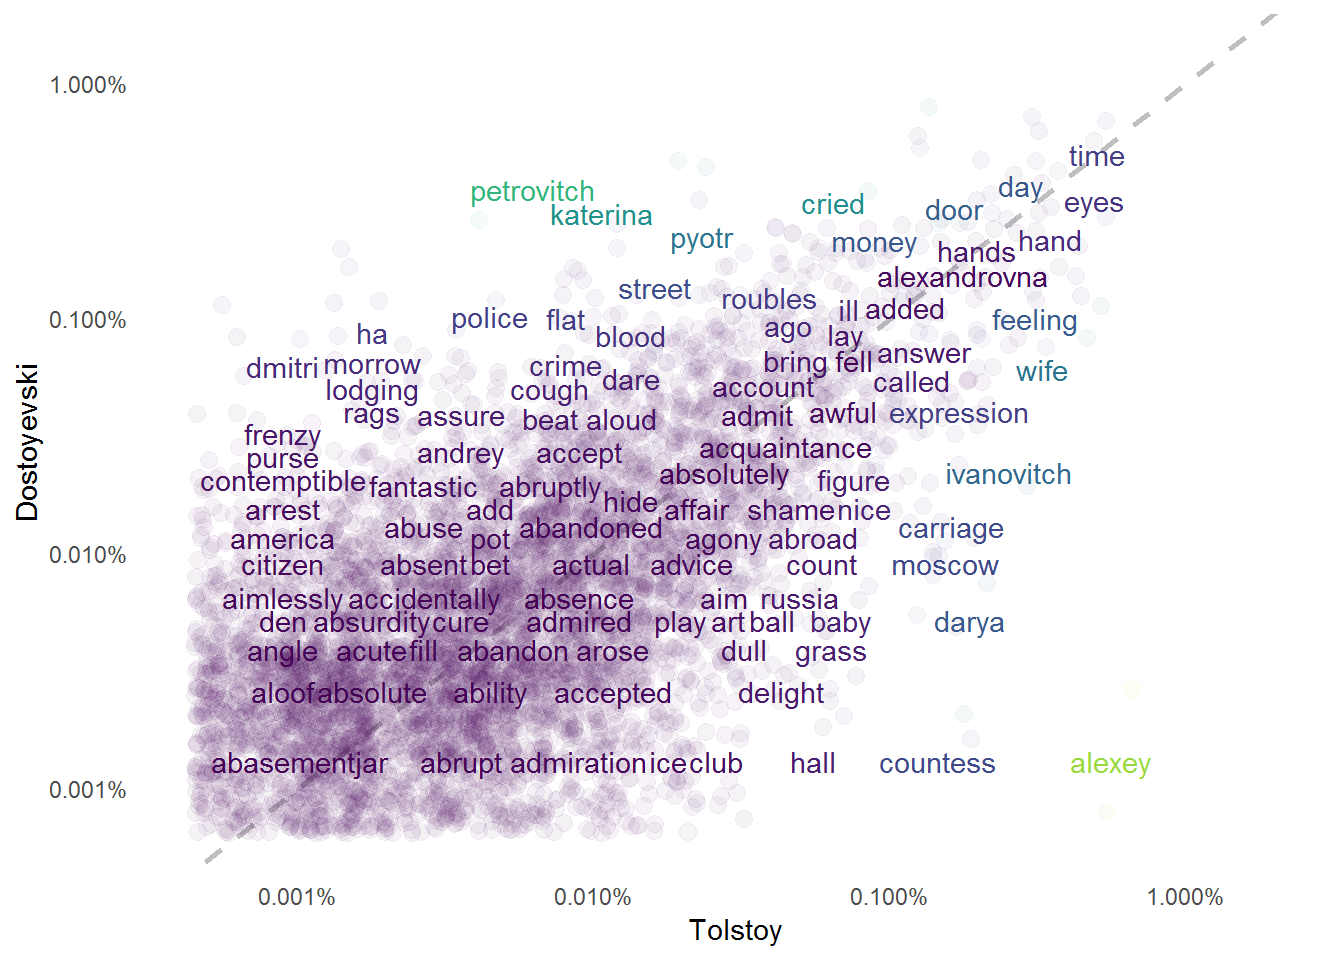 1.000%
time
petrovitch
day
cried
eyes
katerina
door
pyotr
money
hand
hands
alexandrovna
street
roubles
ill
added
0.100%
police
flat
feeling
ha
blood
ago
lay
dmitri
morrow
crime
bring
fell
answer
wife
lodging
cough
dare
account
called
Dostoyevski
rags
assure
beat
aloud
admit
awful
expression
frenzy
acquaintance
purse
andrey
accept
contemptible
fantastic
abruptly
absolutely
figure
ivanovitch
arrest
add
hide
affair
shame
nice
america
abuse
pot
abandoned
agony
abroad
carriage
0.010%
citizen
absent
bet
actual
advice
count
moscow
aimlessly
accidentally
absence
aim
russia
den
absurdity
cure
admired
play
art
ball
baby
darya
angle
acute
fill
abandon
arose
dull
grass
aloof
absolute
ability
accepted
delight
abasement
jar
abrupt
admiration
ice
club
hall
countess
alexey
0.001%
0.001%
0.010%
0.100%
1.000%
Tolstoy